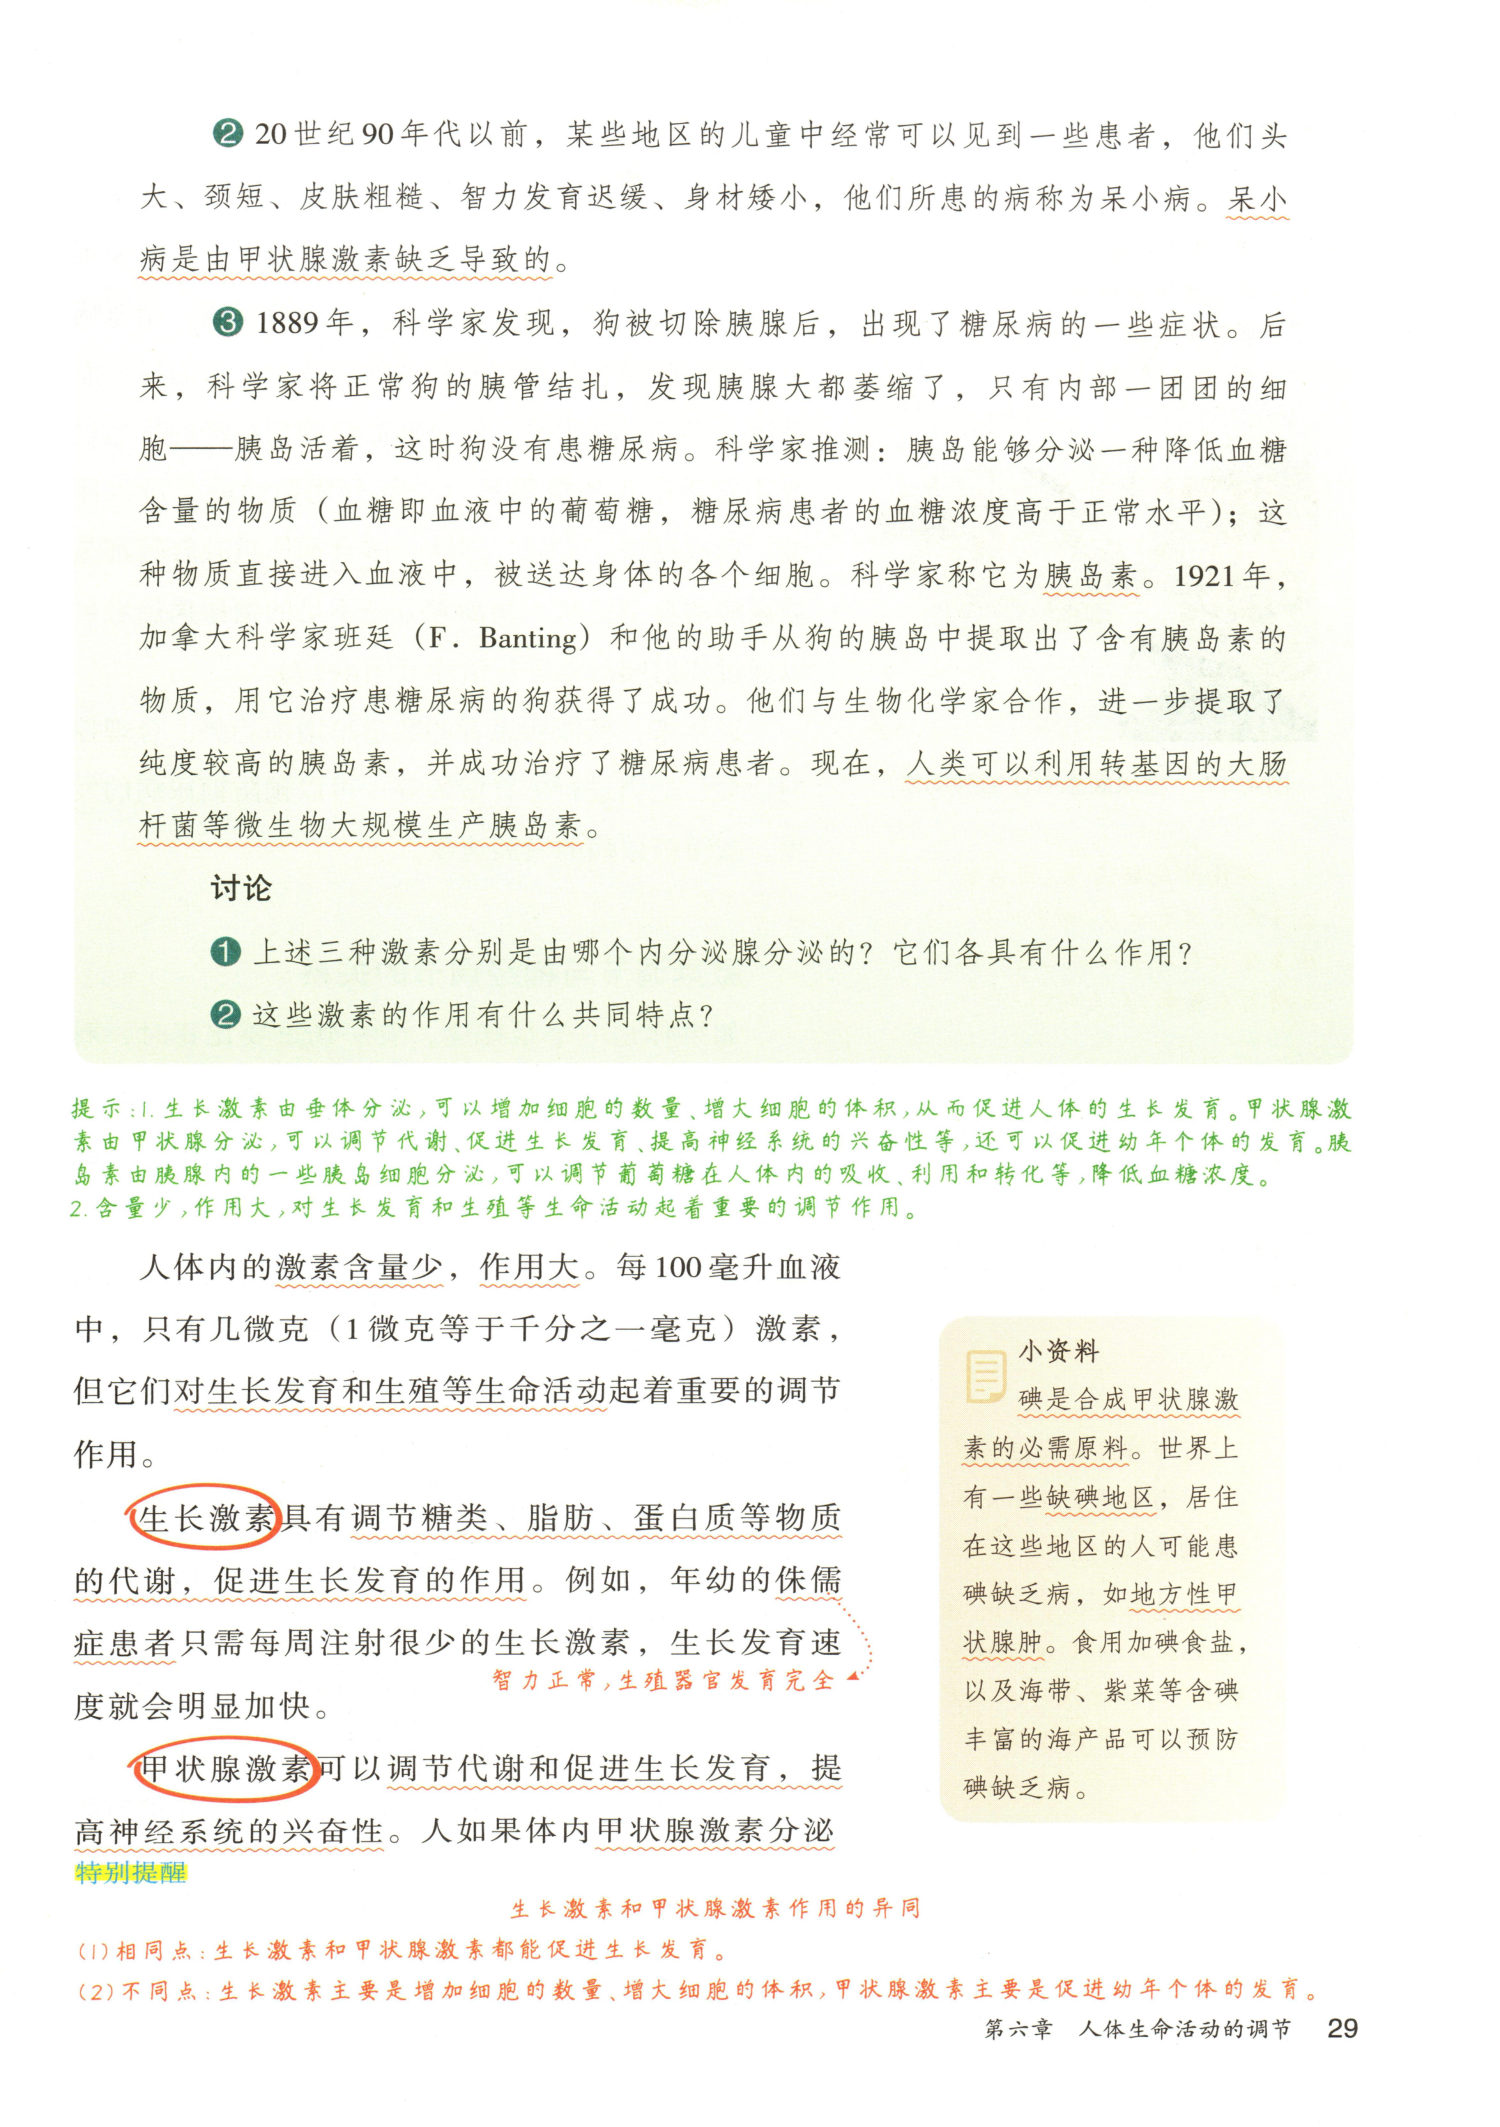 ❷ 20世纪90年代以前，某些地区的儿童中经常可以见到一些患者，他们头
大、颈短、皮肤粗糙、智力发育迟缓、身材矮小，他们所患的病称为呆小病。呆小
病是由甲状腺激素缺乏导致的。
❸ 1889年，科学家发现，狗被切除胰腺后，出现了糖尿病的一些症状。后
来，科学家将正常狗的胰管结扎，发现胰腺大都萎缩了，只有内部一团团的细
胞——胰岛活着，这时狗没有患糖尿病。科学家推测：胰岛能够分泌一种降低血糖
含量的物质（血糖即血液中的葡萄糖，糖尿病患者的血糖浓度高于正常水平）；这
种物质直接进入血液中，被送达身体的各个细胞。科学家称它为胰岛素。1921年，
加拿大科学家班廷（F．Banting）和他的助手从狗的胰岛中提取出了含有胰岛素的
物质，用它治疗患糖尿病的狗获得了成功。他们与生物化学家合作，进一步提取了
纯度较高的胰岛素，并成功治疗了糖尿病患者。现在，人类可以利用转基因的大肠
杆菌等微生物大规模生产胰岛素。
讨论
❶ 上述三种激素分别是由哪个内分泌腺分泌的？它们各具有什么作用？
❷ 这些激素的作用有什么共同特点？
提示：1.生长激素由垂体分泌，可以增加细胞的数量、增大细胞的体积，从而促进人体的生长发育。甲状腺激
素由甲状腺分泌，可以调节代谢、促进生长发育、提高神经系统的兴奋性等，还可以促进幼年个体的发育。胰
岛素由胰腺内的一些胰岛细胞分泌，可以调节葡萄糖在人体内的吸收、利用和转化等，降低血糖浓度。
2.含量少，作用大，对生长发育和生殖等生命活动起着重要的调节作用。
人体内的激素含量少，作用大。每100毫升血液
中，只有几微克（1微克等于千分之一毫克）激素，
但它们对生长发育和生殖等生命活动起着重要的调节
作用。
生长激素具有调节糖类、脂肪、蛋白质等物质
的代谢，促进生长发育的作用。例如，年幼的侏儒
症患者只需每周注射很少的生长激素，生长发育速
智力正常，生殖器官发育完全
度就会明显加快。
甲状腺激素可以调节代谢和促进生长发育，提
高神经系统的兴奋性。人如果体内甲状腺激素分泌
小资料
碘是合成甲状腺激
素的必需原料。世界上
有一些缺碘地区，居住
在这些地区的人可能患
碘缺乏病，如地方性甲
状腺肿。食用加碘食盐，
以及海带、紫菜等含碘
丰富的海产品可以预防
碘缺乏病。
特别提醒
生长激素和甲状腺激素作用的异同
(1)相同点：生长激素和甲状腺激素都能促进生长发育。
(2)不同点：生长激素主要是增加细胞的数量、增大细胞的体积，甲状腺激素主要是促进幼年个体的发育。
第六章 人体生命活动的调节 29